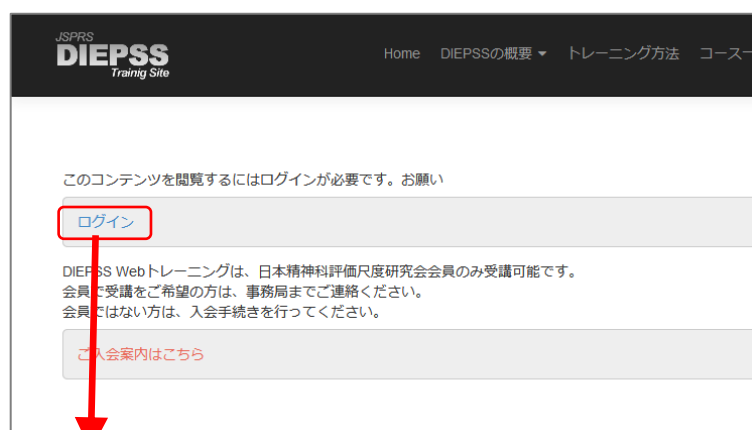 JSPRS
DIEPSS
Trainig Site
Home DIEPSSの概要 トレーニング方法 コース
このコンテンツを閲覧するにはログインが必要です。お願い
ログイン
DIEPSS Webトレーニングは、日本精神科評価尺度研究会会員のみ受講可能です。
会員で受講をご希望の方は、事務局までご連絡ください。
会員ではない方は、入会手続きを行ってください。
ご入会案内はこちら